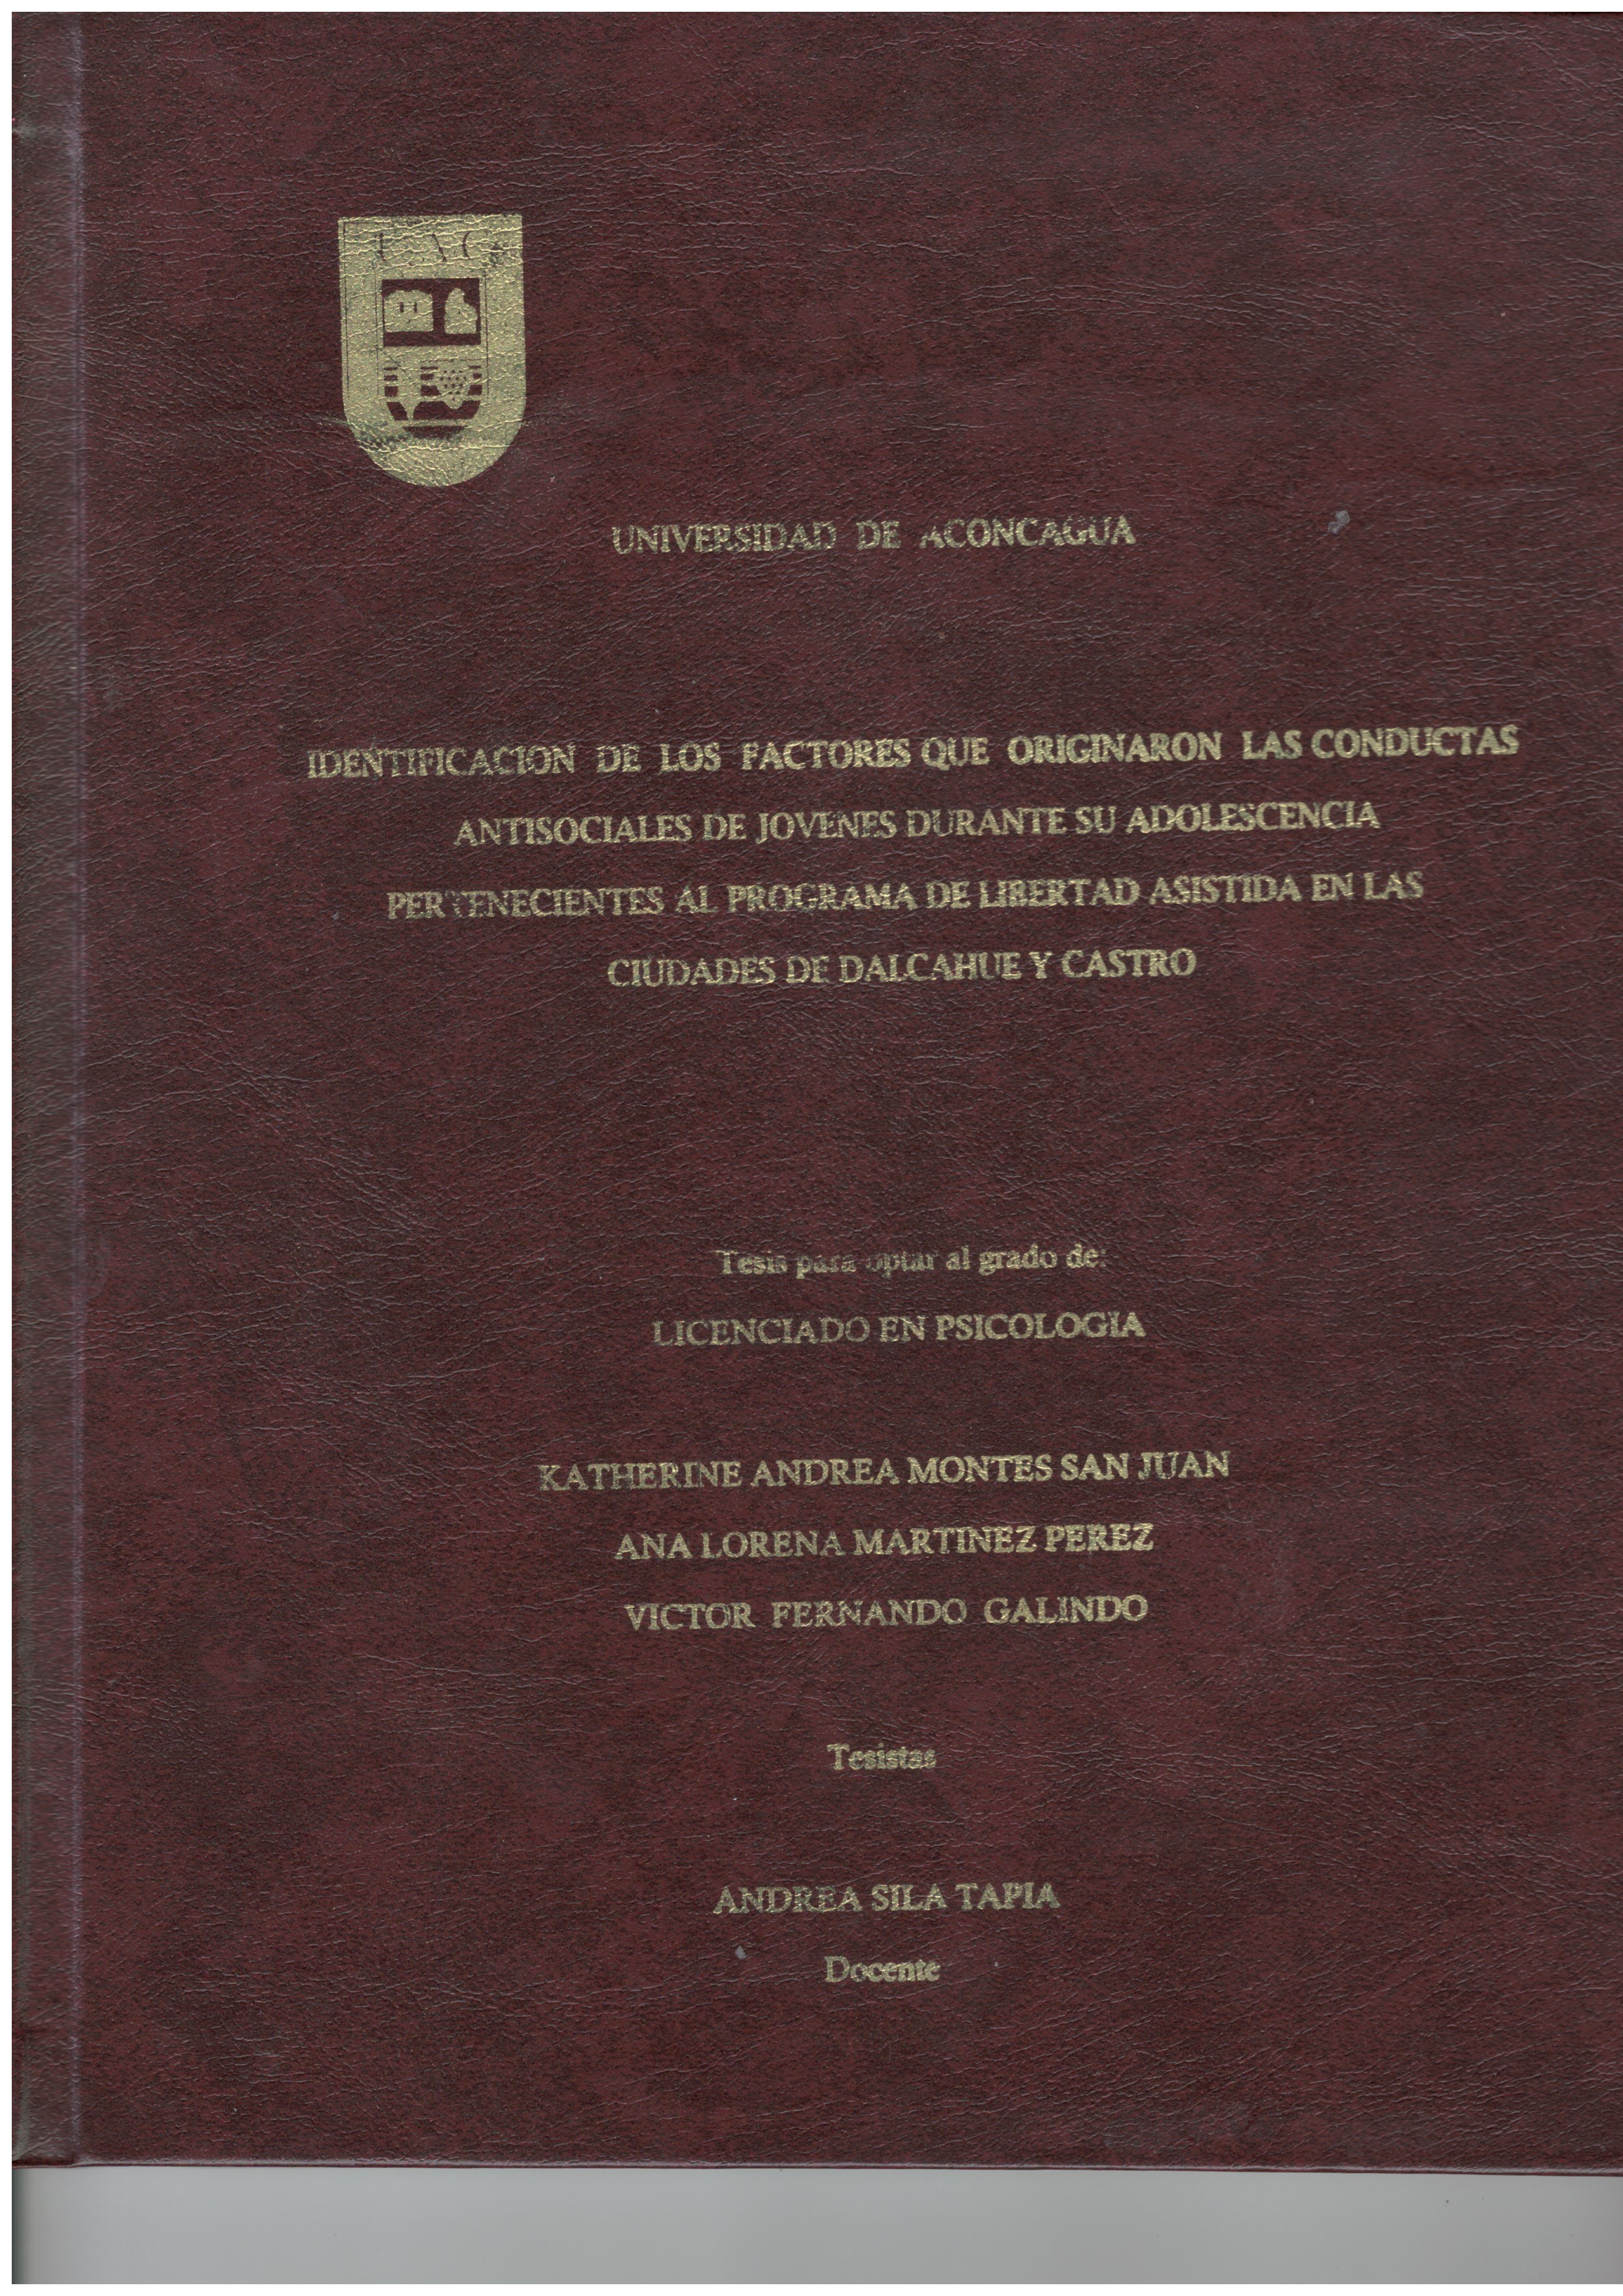 UNIVERSIDAD DE ACONCAGUA
IDENTIFICACION DE LOS FACTORES QUE ORIGINARON LAS CONDUCTAS
ANTISOCIALES DE JOVENES DURANTE SU ADOLESCENCIA
PERTENECIENTES AL PROGRAMA DE LIBERTAD ASISTIDA EN LAS
CIUDADES DE DALCAHUE Y CASTRO
Tesis para optar al grado de:
LICENCIADO EN PSICOLOGIA
KATHERINE ANDREA MONTES SAN JUAN
ANA LORENA MARTINEZ PEREZ
VICTOR FERNANDO GALINDO
Tesistas
ANDREA SILA TAPIA
Docente